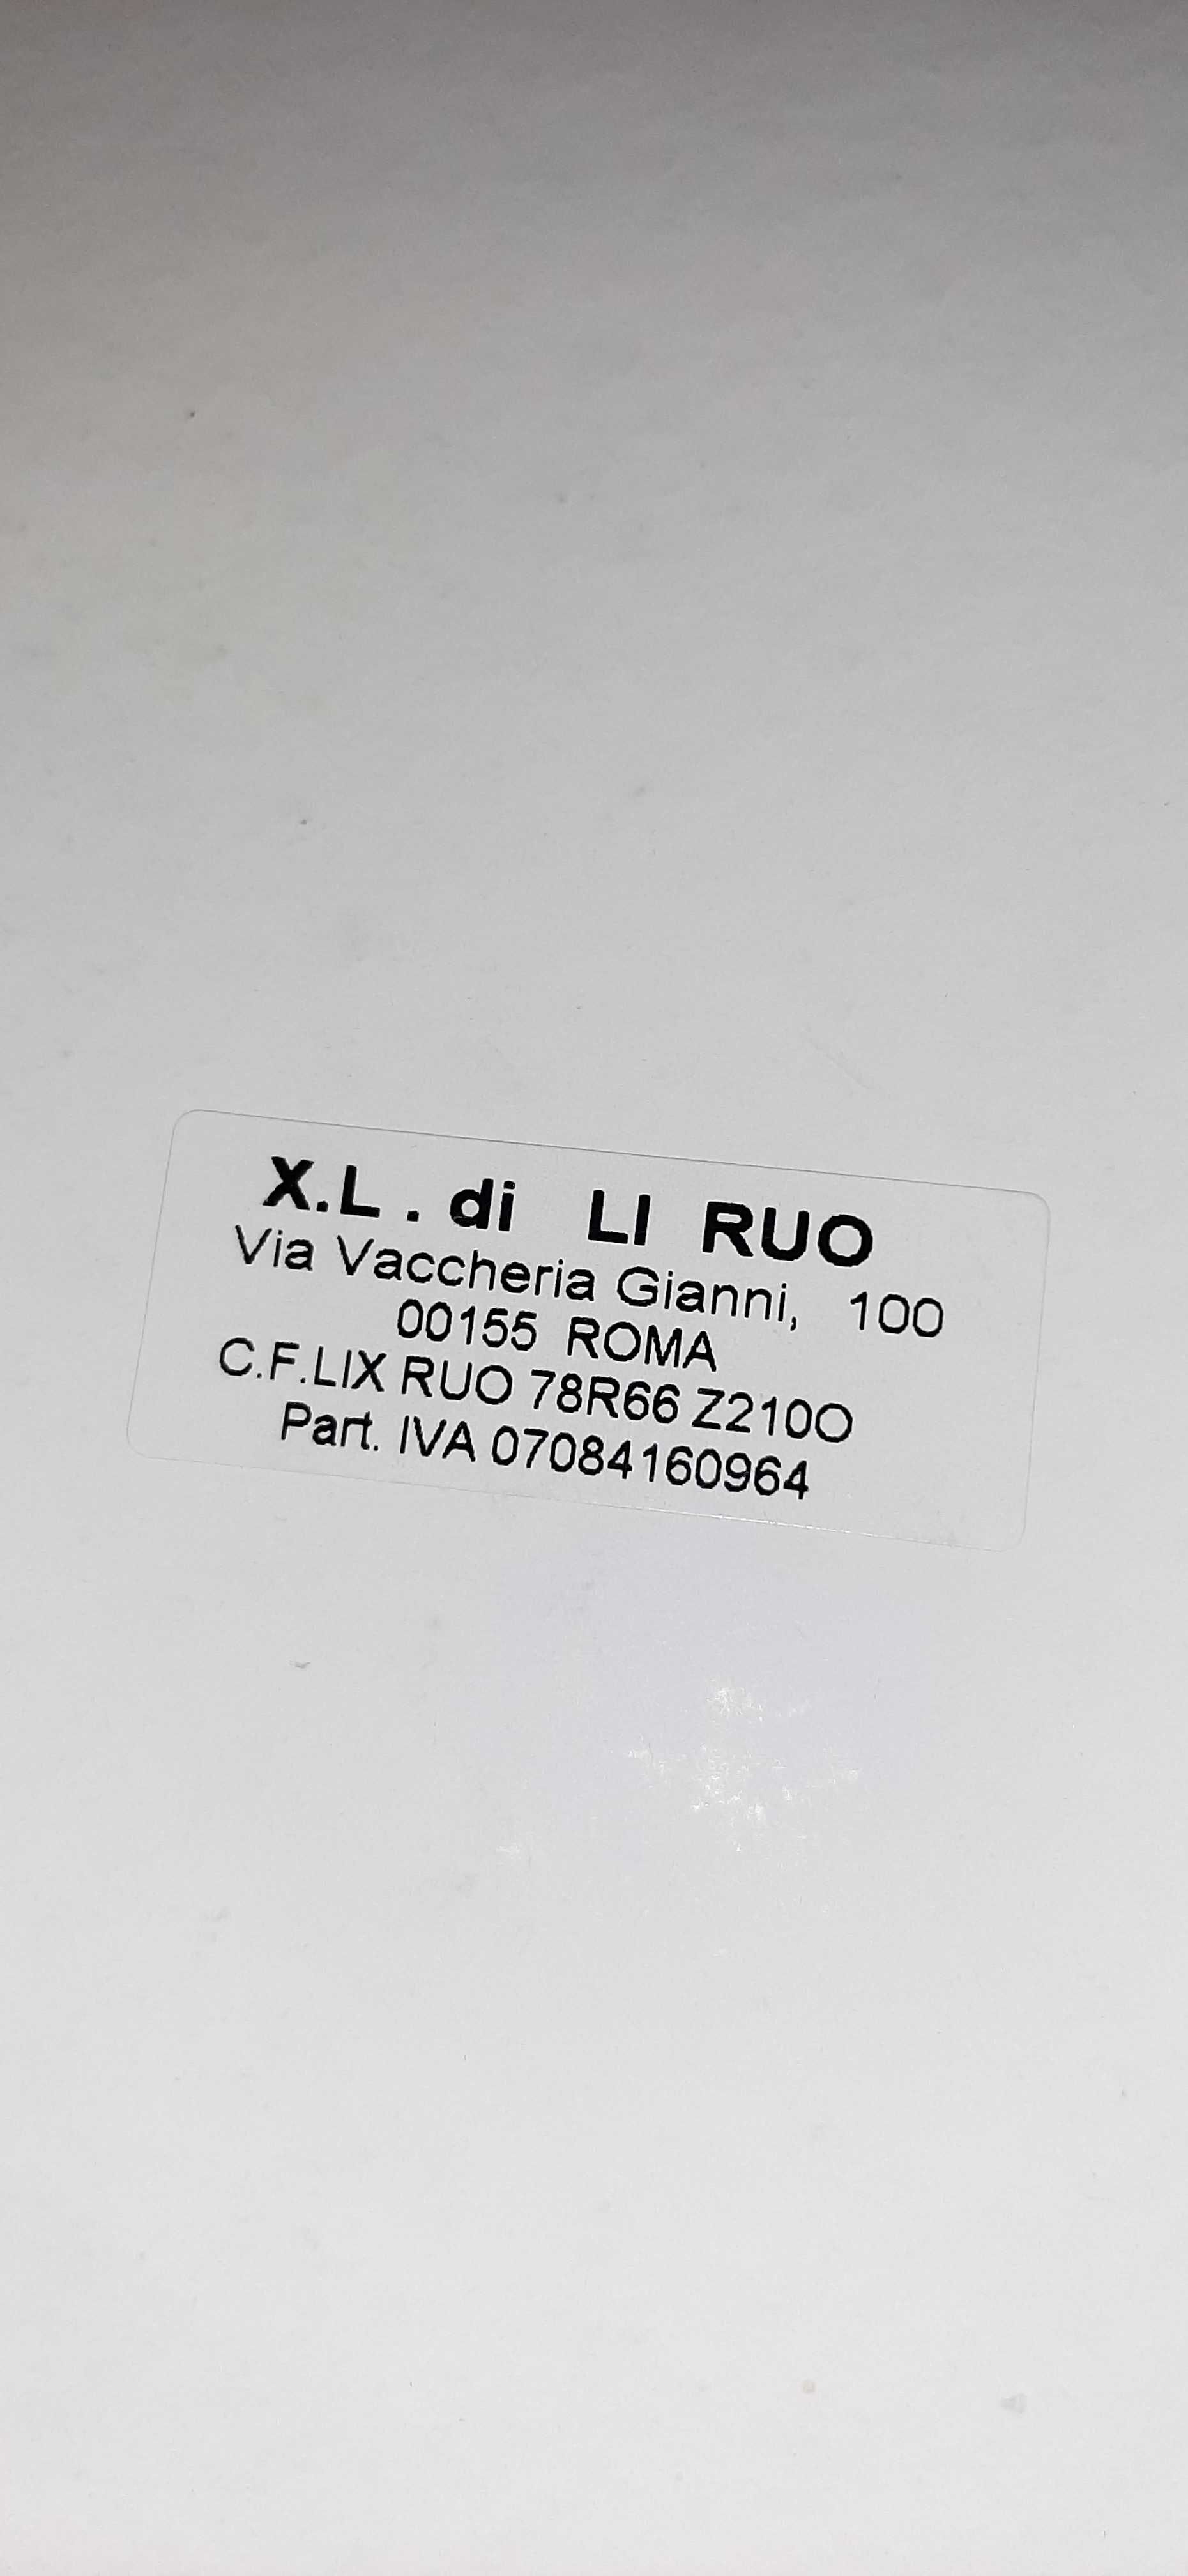 X.L . di LI RUO
Via Vaccheria Gianni, 100
00155 ROMA
C.F.LIX RUO 78R66 Z210O
Part. IVA 07084160964